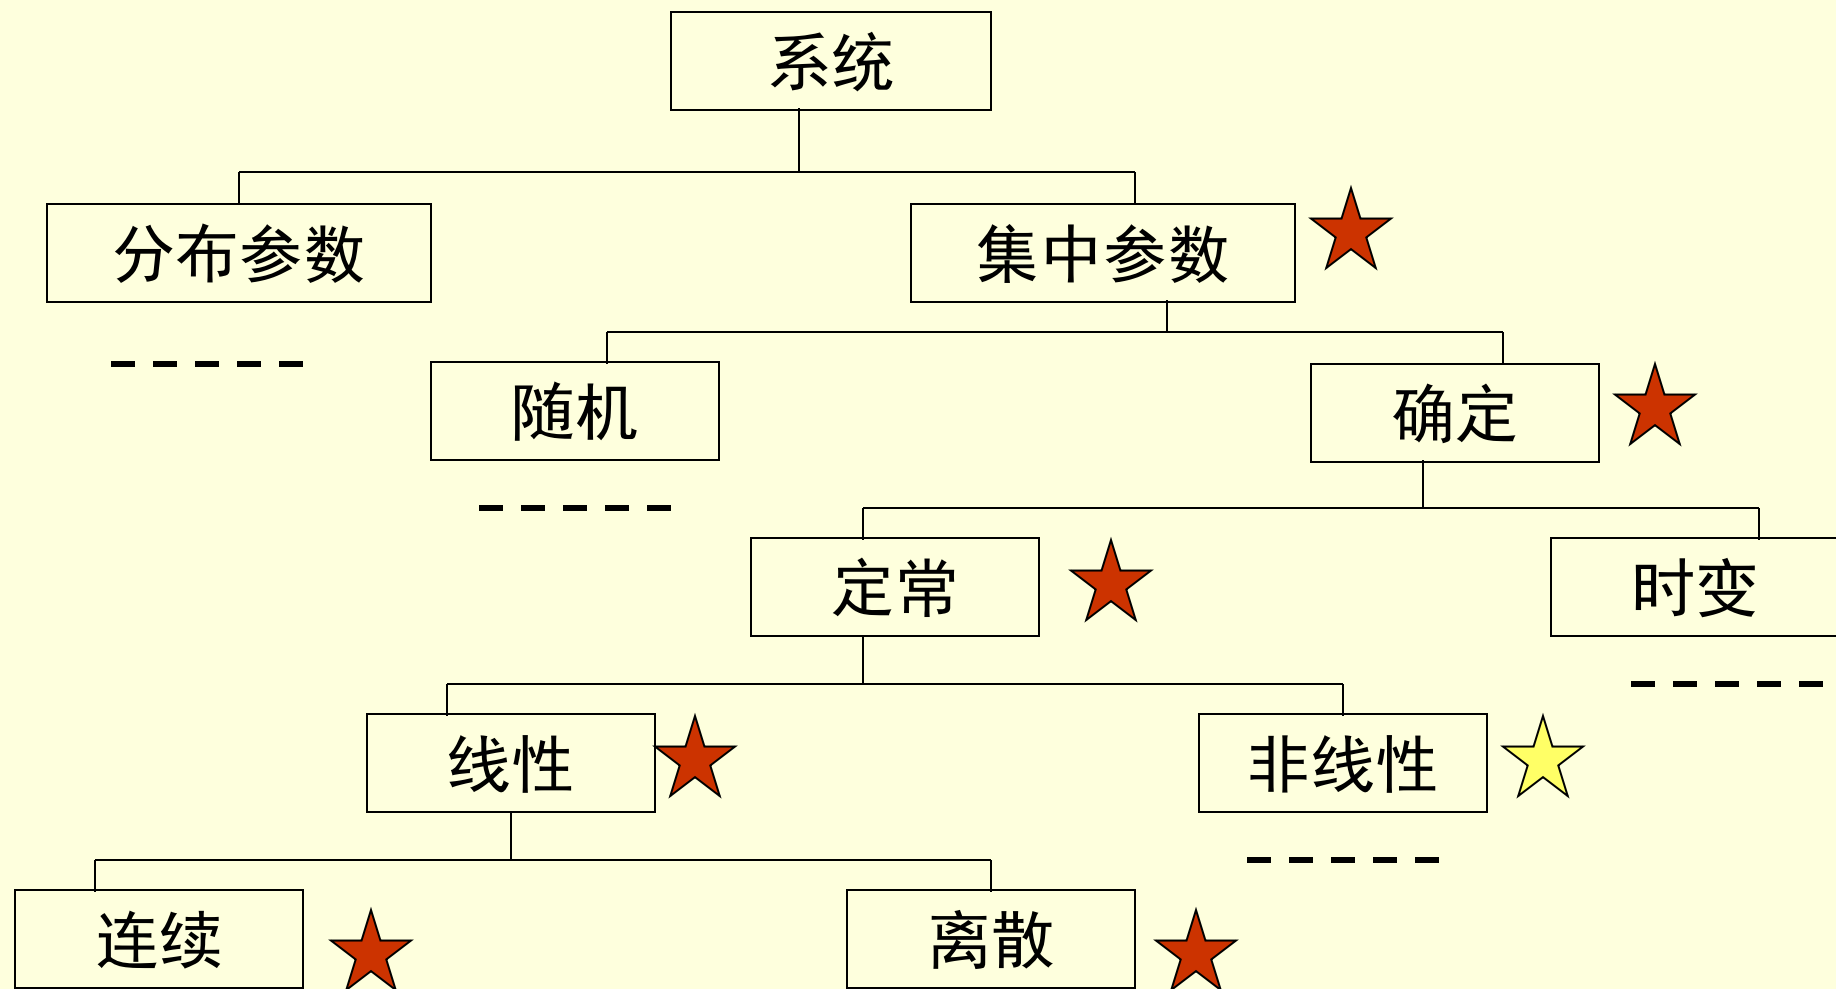 系统
分布参数
集中参数
随机
确定
定常
时变
线性
非线性
连续
离散